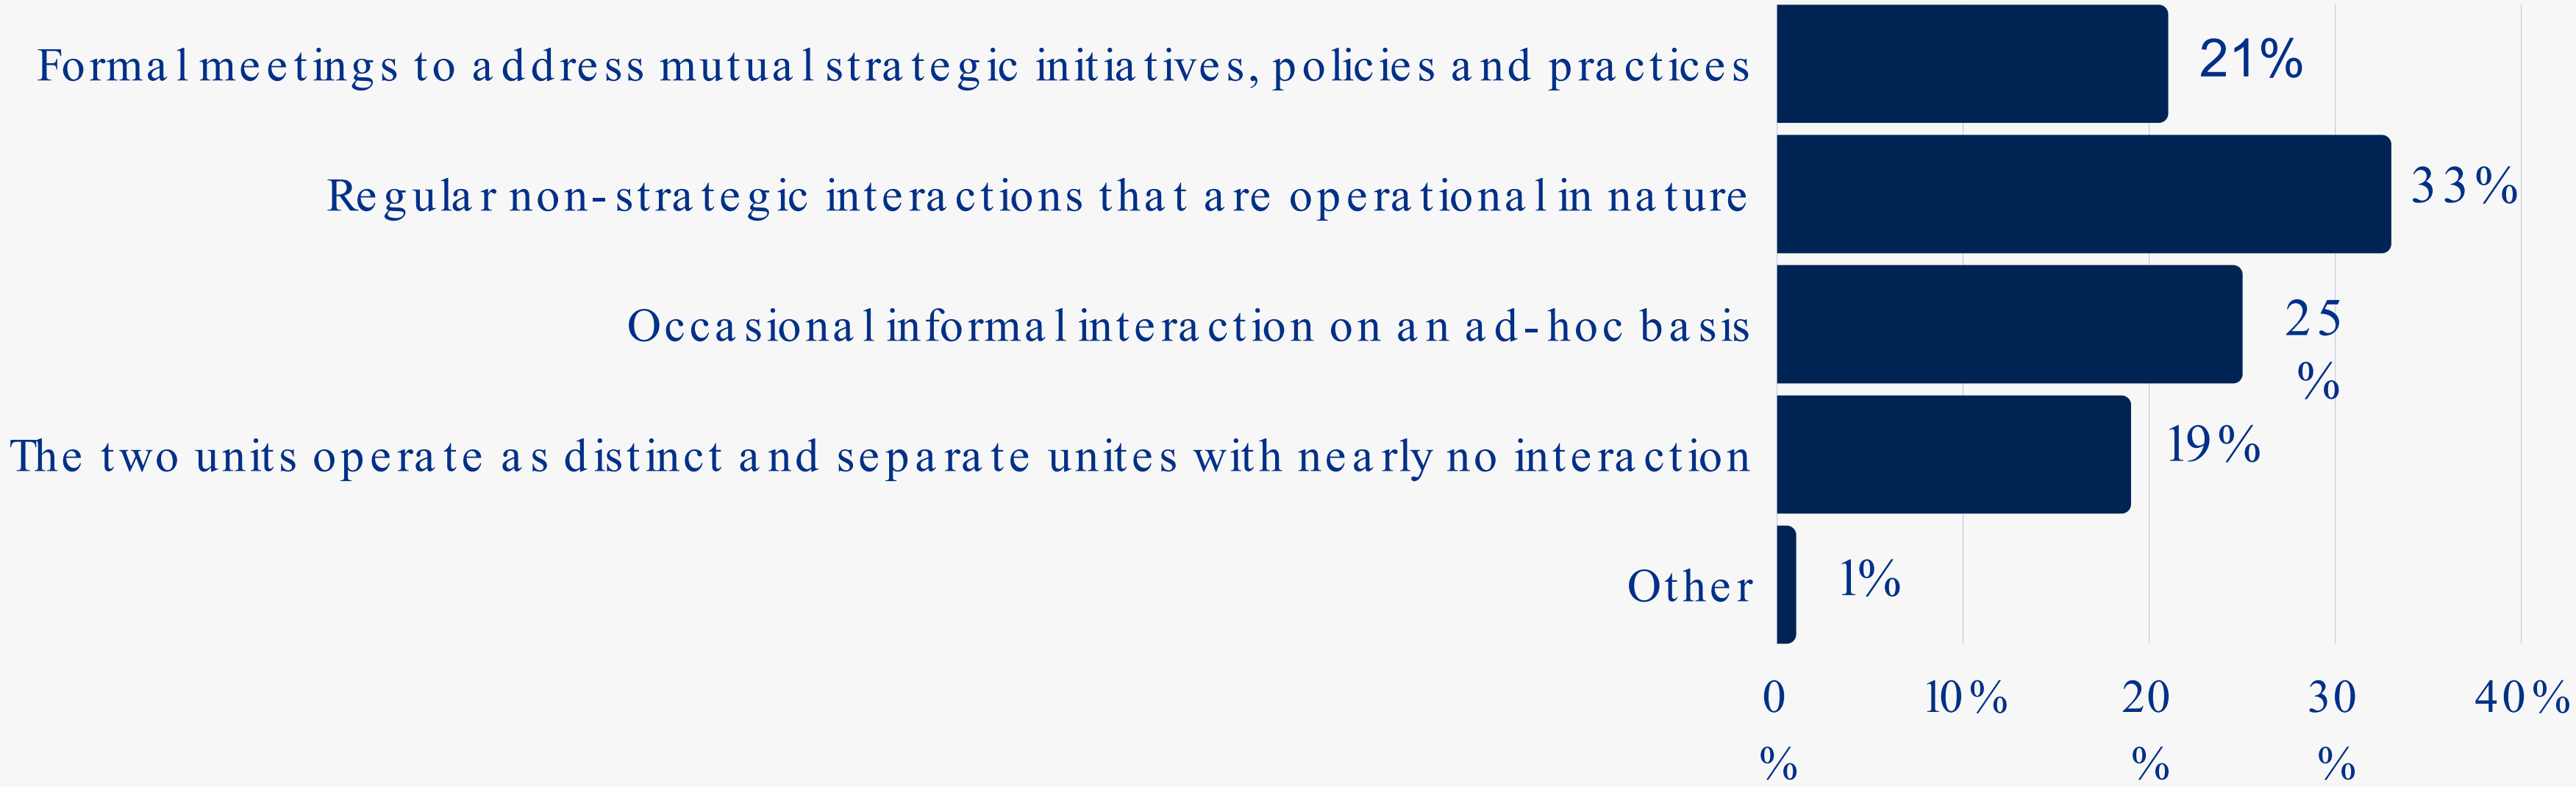 Formal meetings to address mutual strategic initiatives, policies and practices
21%
Regular non-strategic interactions that are operational in nature
33%
Occasional informal interaction on an ad-hoc basis
25
%
The two units operate as distinct and separate unites with nearly no interaction
19%
Other
1%
0 10% 20 30 40%
% % %